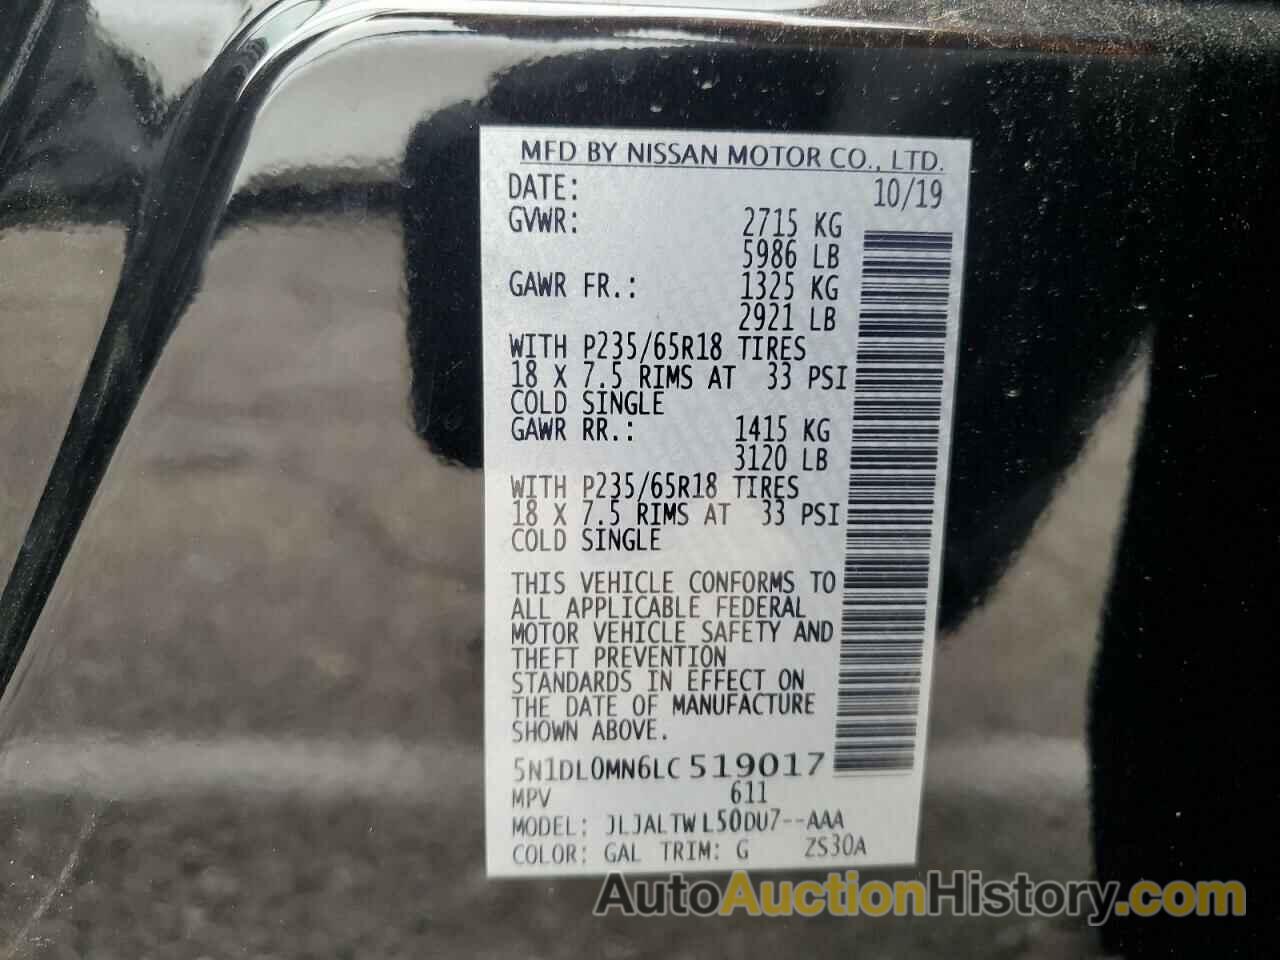 MFD BY NISSAN MOTOR CO., LTD.
DATE: 10/19
GVWR: 2715 KG
5986 LB
GAWR FR.: 1325 KG
2921 LB
WITH P235/65R18 TIRES
18 X 7.5 RIMS AT 33 PSI
COLD SINGLE
GAWR RR.: 1415 KG
3120 LB
WITH P235/65R18 TIRES
18 X 7.5 RIMS AT 33 PSI
COLD SINGLE
THIS VEHICLE CONFORMS TO
ALL APPLICABLE FEDERAL
MOTOR VEHICLE SAFETY AND
THEFT PREVENTION
STANDARDS IN EFFECT ON
THE DATE OF MANUFACTURE
SHOWN ABOVE.
5N1DL0MN6LC519017
MPV 611
MODEL: JLJALTWL50DU7--AAA
COLOR: GAL TRIM: G ZS30A
AutoAuctionHistory.com